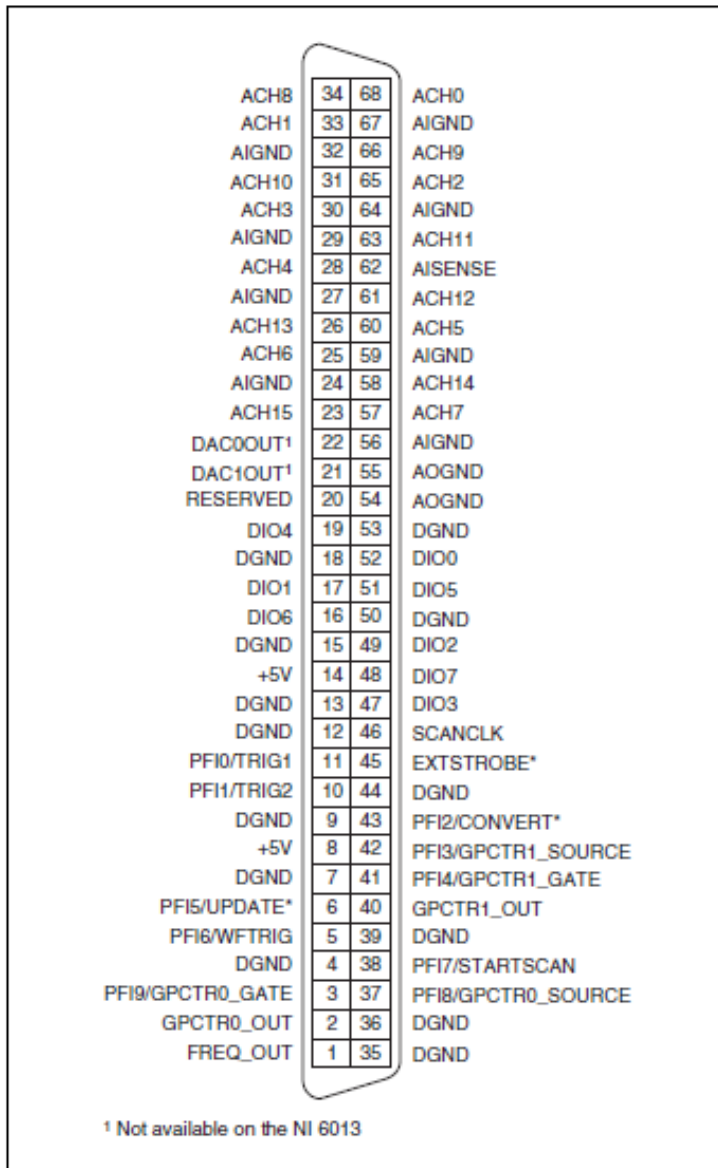 ACH8 34 68 ACH0
ACH1 33 67 AIGND
AIGND 32 66 ACH9
ACH10 31 65 ACH2
ACH3 30 64 AIGND
AIGND 29 63 ACH11
ACH4 28 62 AISENSE
AIGND 27 61 ACH12
ACH13 26 60 ACH5
ACH6 25 59 AIGND
AIGND 24 58 ACH14
ACH15 23 57 ACH7
DAC0OUT¹ 22 56 AIGND
DAC1OUT¹ 21 55 AOGND
RESERVED 20 54 AOGND
DIO4 19 53 DGND
DGND 18 52 DIO0
DIO1 17 51 DIO5
DIO6 16 50 DGND
DGND 15 49 DIO2
+5V 14 48 DIO7
DGND 13 47 DIO3
DGND 12 46 SCANCLK
PFI0/TRIG1 11 45 EXTSTROBE*
PFI1/TRIG2 10 44 DGND
DGND 9 43 PFI2/CONVERT*
+5V 8 42 PFI3/GPCTR1_SOURCE
DGND 7 41 PFI4/GPCTR1_GATE
PFI5/UPDATE* 6 40 GPCTR1_OUT
PFI6/WFTRIG 5 39 DGND
DGND 4 38 PFI7/STARTSCAN
PFI9/GPCTR0_GATE 3 37 PFI8/GPCTR0_SOURCE
GPCTR0_OUT 2 36 DGND
FREQ_OUT 1 35 DGND
¹ Not available on the NI 6013